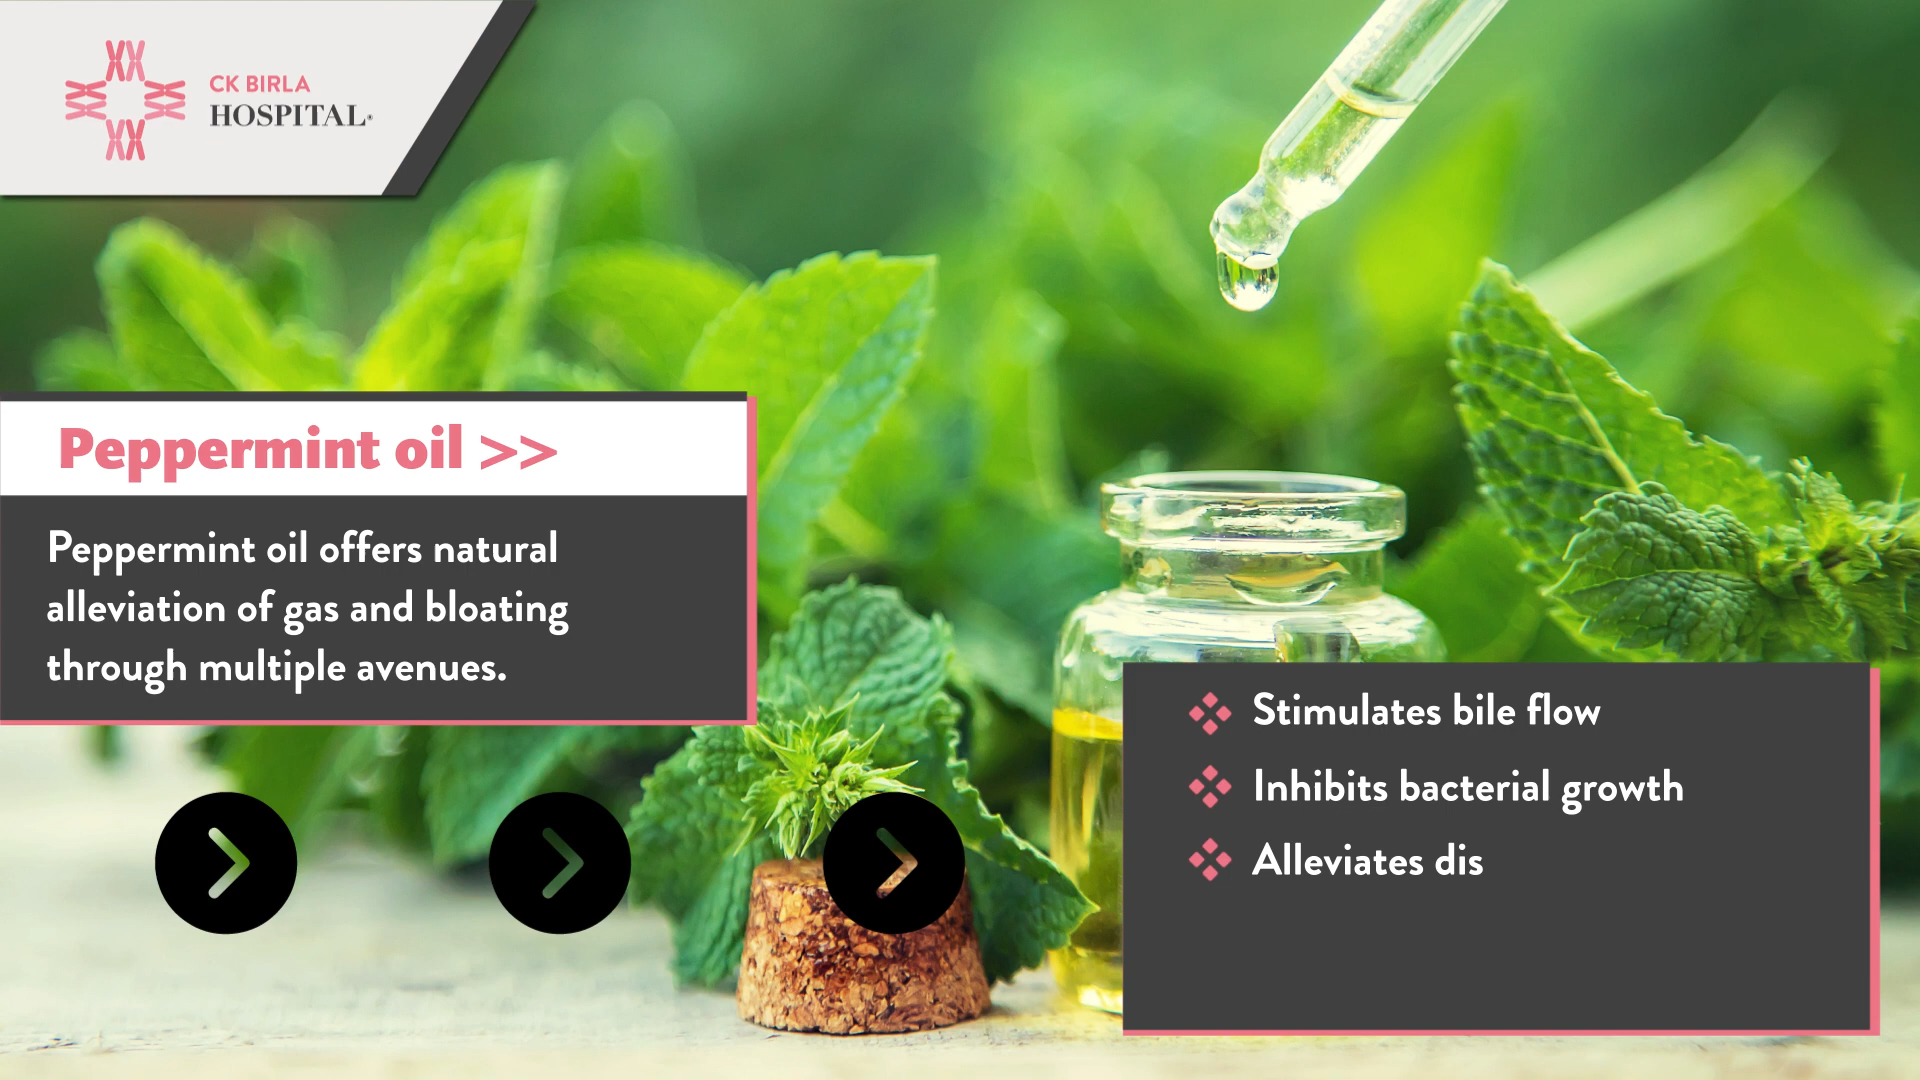 CK BIRLA
HOSPITAL
Peppermint oil >>
Peppermint oil offers natural
alleviation of gas and bloating
through multiple avenues.
Stimulates bile flow
Inhibits bacterial growth
Alleviates dis